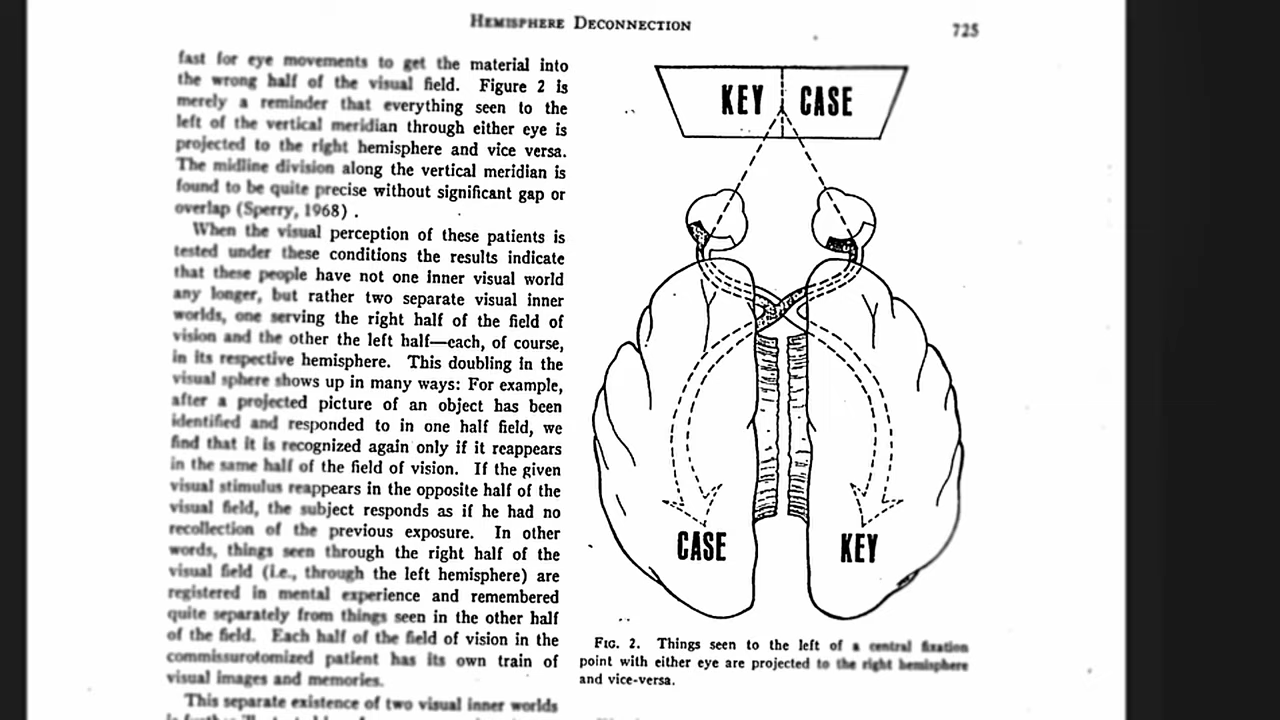 HEMISPHERE DECONNECTION
725
fast for eye movements to get the material into
the wrong half of the visual field. Figure 2 is
merely a reminder that everything seen to the
left of the vertical meridian through either eye is
projected to the right hemisphere and vice versa.
The midline division along the vertical meridian is
found to be quite precise without significant gap or
overlap (Sperry, 1968) .
When the visual perception of these patients is
tested under these conditions the results indicate
that these people have not one inner visual world
any longer, but rather two separate visual inner
worlds, one serving the right half of the field of
vision and the other the left half—each, of course,
in its respective hemisphere. This doubling in the
visual sphere shows up in many ways: For example,
after a projected picture of an object has been
identified and responded to in one half field, we
find that it is recognized again only if it reappears
in the same half of the field of vision. If the given
visual stimulus reappears in the opposite half of the
visual field, the subject responds as if he had no
recollection of the previous exposure. In other
words, things seen through the right half of the
visual field (i.e., through the left hemisphere) are
registered in mental experience and remembered
quite separately from things seen in the other half
of the field. Each half of the field of vision in the
commissurotomized patient has its own train of
visual images and memories.
This separate existence of two visual inner worlds
KEY CASE
CASE KEY
FIG. 2. Things seen to the left of a central fixation
point with either eye are projected to the right hemisphere
and vice-versa.